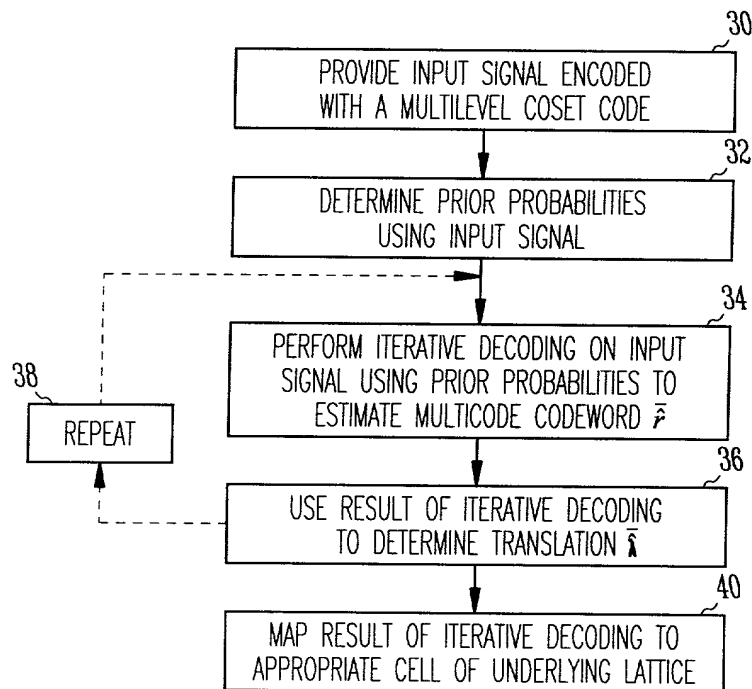 30
PROVIDE INPUT SIGNAL ENCODED
WITH A MULTILEVEL COSET CODE
32
DETERMINE PRIOR PROBABILITIES
USING INPUT SIGNAL
34
PERFORM ITERATIVE DECODING ON INPUT
SIGNAL USING PRIOR PROBABILITIES TO
ESTIMATE MULTICODE CODEWORD r̂̄
38
REPEAT
36
USE RESULT OF ITERATIVE DECODING
TO DETERMINE TRANSLATION λ̂̄
40
MAP RESULT OF ITERATIVE DECODING TO
APPROPRIATE CELL OF UNDERLYING LATTICE